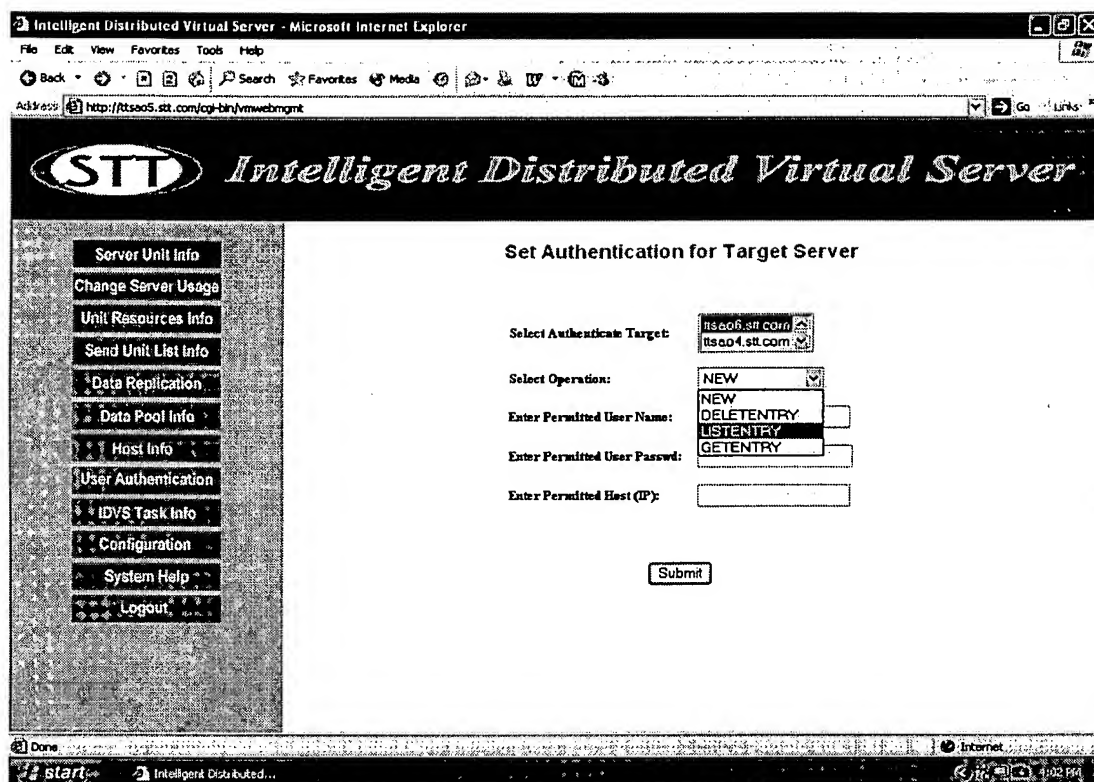 Intelligent Distributed Virtual Server - Microsoft Internet Explorer
File Edit View Favorites Tools Help
Back Search Favorites Media
Address http://ttsao5.stt.com/cgi-bin/vmwebmgmt Go Links »
STT Intelligent Distributed Virtual Server
Server Unit Info
Change Server Usage
Unit Resources Info
Send Unit List Info
Data Replication
Data Pool Info
Host Info
User Authentication
IDVS Task Info
Configuration
System Help
Logout
Set Authentication for Target Server
Select Authenticate Target:
ttsao6.stt.com
ttsao4.stt.com
Select Operation: NEW
NEW
DELETENTRY
LISTENTRY
GETENTRY
Enter Permitted User Name:
Enter Permitted User Passwd:
Enter Permitted Host (IP):
Submit
Done Internet
start Intelligent Distributed...